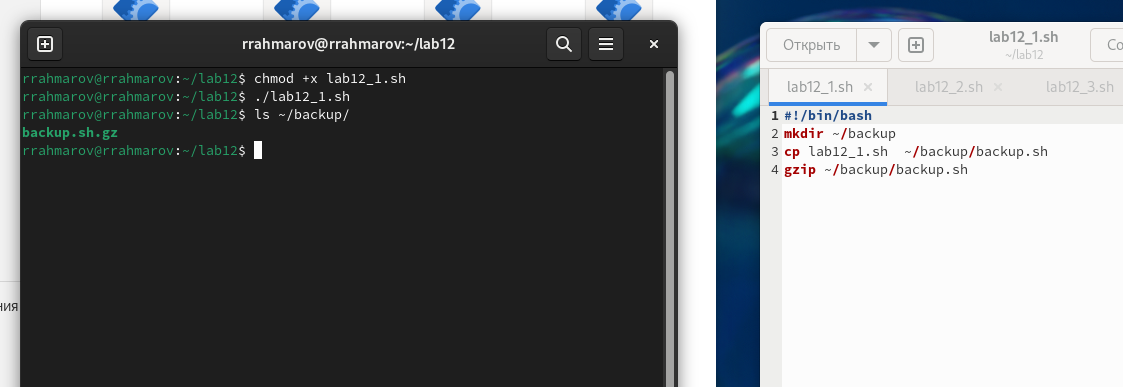 rrahmarov@rrahmarov:~/lab12
rrahmarov@rrahmarov:~/lab12$ chmod +x lab12_1.sh
rrahmarov@rrahmarov:~/lab12$ ./lab12_1.sh
rrahmarov@rrahmarov:~/lab12$ ls ~/backup/
backup.sh.gz
rrahmarov@rrahmarov:~/lab12$
ния
Открыть
lab12_1.sh
~/lab12
Со
lab12_1.sh
lab12_2.sh
lab12_3.sh
1 #!/bin/bash
2 mkdir ~/backup
3 cp lab12_1.sh  ~/backup/backup.sh
4 gzip ~/backup/backup.sh